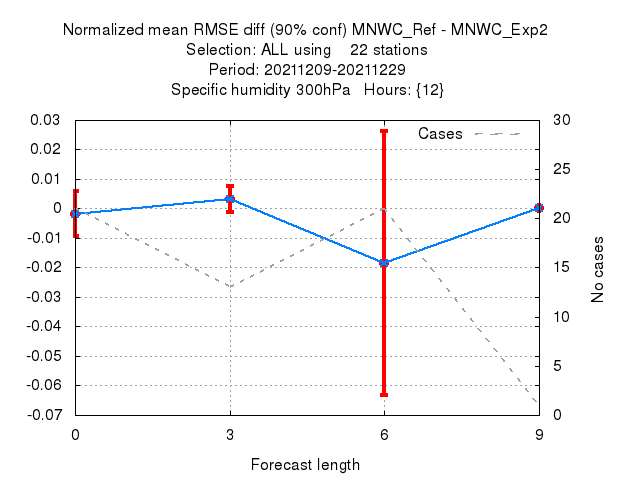 Normalized mean RMSE diff (90% conf) MNWC_Ref - MNWC_Exp2
Selection: ALL using    22 stations
Period: 20211209-20211229
Specific humidity 300hPa   Hours: {12}
Cases
0.03
0.02
0.01
0
-0.01
-0.02
-0.03
-0.04
-0.05
-0.06
-0.07
30
25
20
15
10
5
0
No cases
0 3 6 9
Forecast length